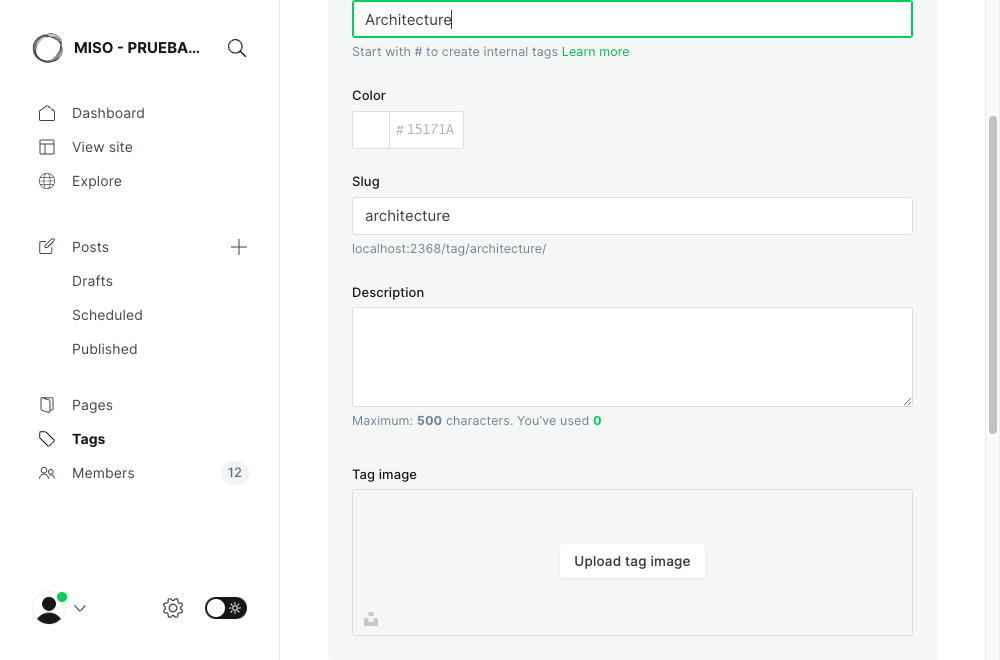 MISO - PRUEBA...
Dashboard
View site
Explore
Posts
Drafts
Scheduled
Published
Pages
Tags
Members 12
Architecture
Start with # to create internal tags Learn more
Color
# 15171A
Slug
architecture
localhost:2368/tag/architecture/
Description
Maximum: 500 characters. You’ve used 0
Tag image
Upload tag image